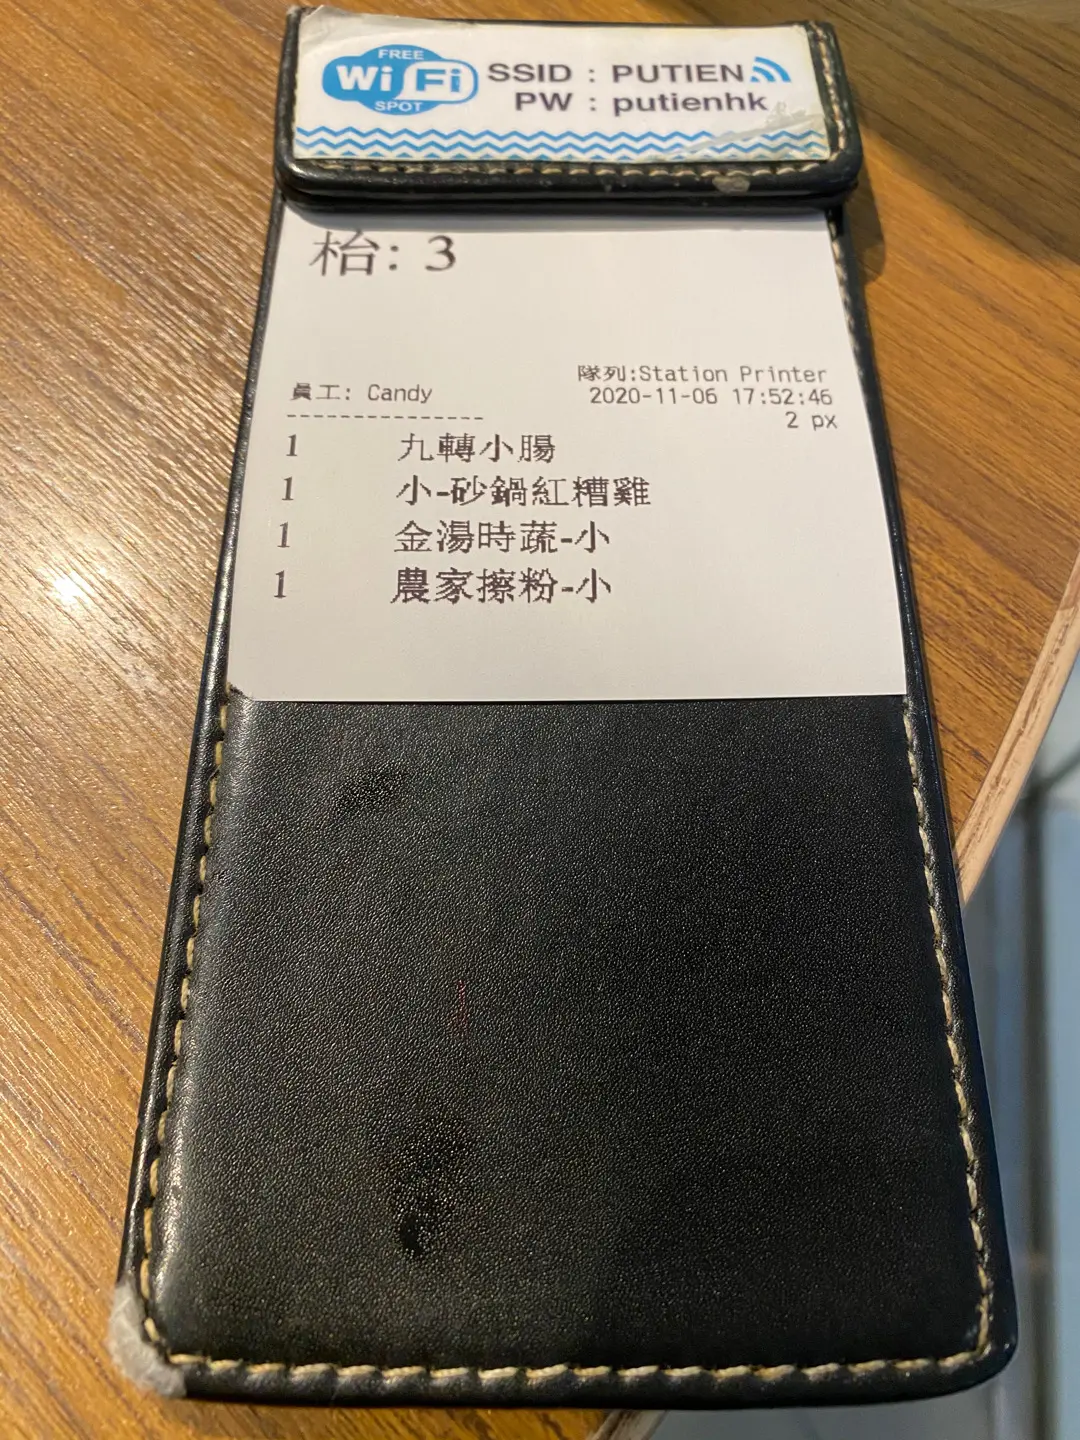 FREE
WiFi
SPOT
SSID : PUTIEN
PW : putienhk
枱: 3
隊列:Station Printer
員工: Candy
2020-11-06 17:52:46
2 px
---------------
1 九轉小腸
1 小-砂鍋紅糟雞
1 金湯時蔬-小
1 農家擦粉-小